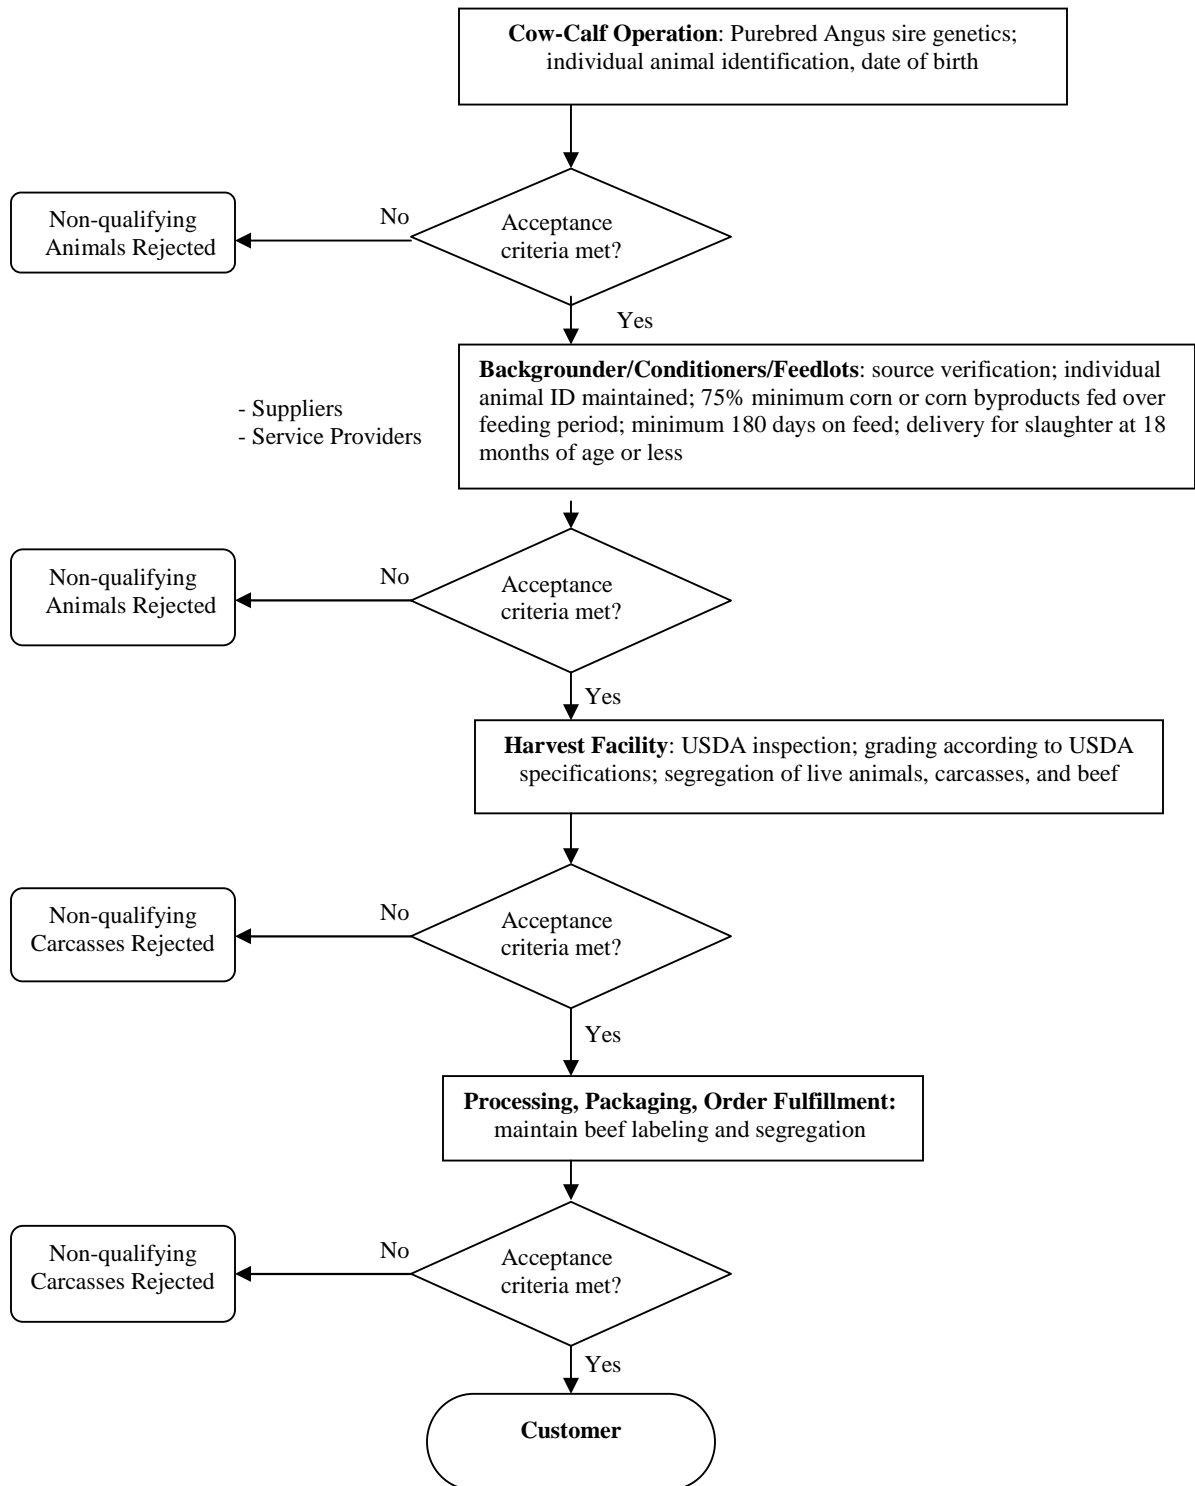 Cow-Calf Operation: Purebred Angus sire genetics;
individual animal identification, date of birth
Non-qualifying
Animals Rejected
No
Acceptance
criteria met?
Yes
- Suppliers
- Service Providers
Backgrounder/Conditioners/Feedlots: source verification; individual
animal ID maintained; 75% minimum corn or corn byproducts fed over
feeding period; minimum 180 days on feed; delivery for slaughter at 18
months of age or less
Non-qualifying
Animals Rejected
No
Acceptance
criteria met?
Yes
Harvest Facility: USDA inspection; grading according to USDA
specifications; segregation of live animals, carcasses, and beef
Non-qualifying
Carcasses Rejected
No
Acceptance
criteria met?
Yes
Processing, Packaging, Order Fulfillment:
maintain beef labeling and segregation
Non-qualifying
Carcasses Rejected
No
Acceptance
criteria met?
Yes
Customer